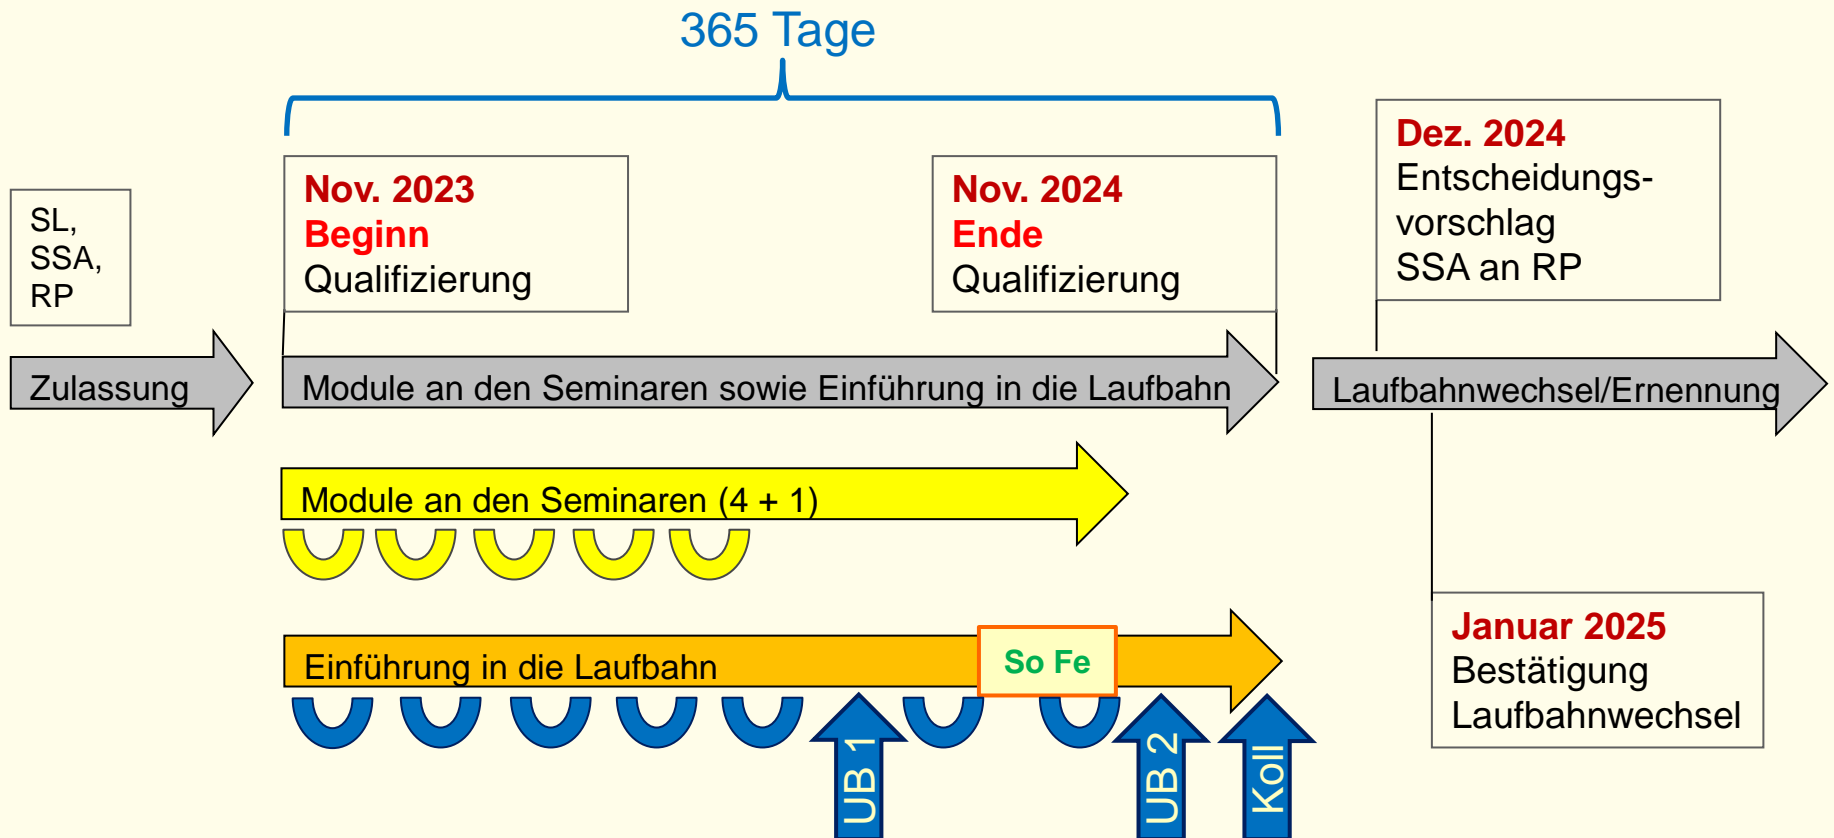 365 Tage
SL,
SSA,
RP
Nov. 2023
Beginn
Qualifizierung
Nov. 2024
Ende
Qualifizierung
Dez. 2024
Entscheidungs-
vorschlag
SSA an RP
Zulassung
Module an den Seminaren sowie Einführung in die Laufbahn
Laufbahnwechsel/Ernennung
Module an den Seminaren (4 + 1)
Einführung in die Laufbahn
So Fe
UB 1
UB 2
Koll
Januar 2025
Bestätigung
Laufbahnwechsel